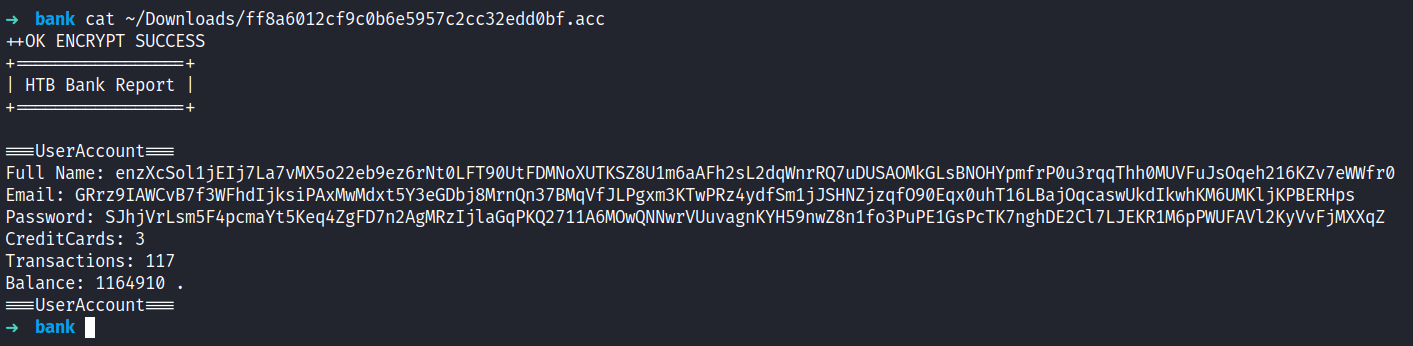 → bank cat ~/Downloads/ff8a6012cf9c0b6e5957c2cc32edd0bf.acc
++OK ENCRYPT SUCCESS
+=================+
| HTB Bank Report |
+=================+
===UserAccount===
Full Name: enzXcSol1jEIj7La7vMX5o22eb9ez6rNt0LFT90UtFDMNoXUTKSZ8U1m6aAFh2sL2dqWnrRQ7uDUSAOMkGLsBNOHYpmfrP0u3rqqThh0MUVFuJsOqeh216KZv7eWWfr0
Email: GRrz9IAWCvB7f3WFhdIjksiPAxMwMdxt5Y3eGDbj8MrnQn37BMqVfJLPgxm3KTwPRz4ydfSm1jJSHNZjzqfO90Eqx0uhT16LBajOqcaswUkdIkwhKM6UMKljKPBERHps
Password: SJhjVrLsm5F4pcmaYt5Keq4ZgFD7n2AgMRzIjlaGqPKQ2711A6MOwQNNwrVUuvagnKYH59nwZ8n1fo3PuPE1GsPcTK7nghDE2Cl7LJEKR1M6pPWUFAVl2KyVvFjMXXqZ
CreditCards: 3
Transactions: 117
Balance: 1164910 .
===UserAccount===
→ bank